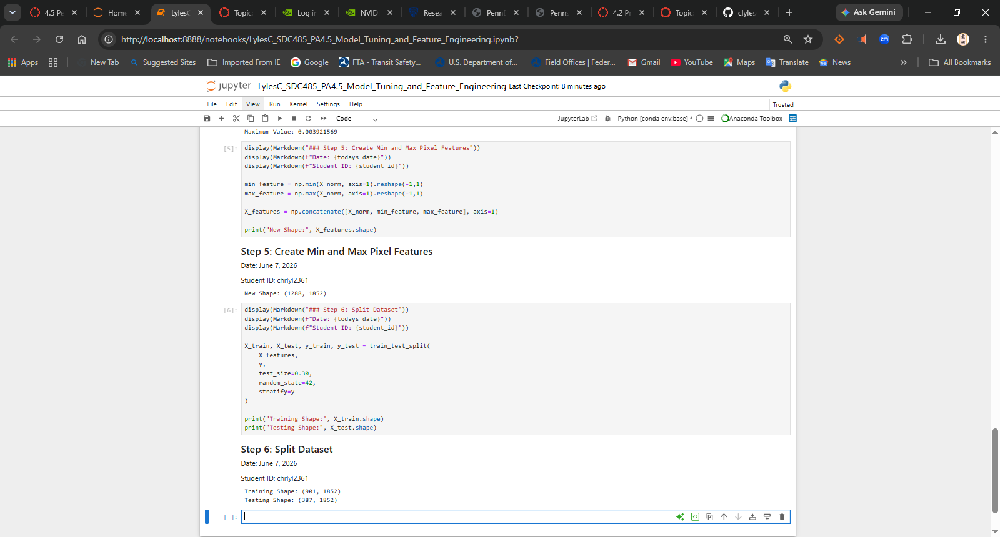 4.5 Pe
Home
LylesC
Topic:
Log in
NVIDI
Resea
PennD
Penns
4.2 Pr
Topic:
clyles
Ask Gemini
http://localhost:8888/notebooks/LylesC_SDC485_PA4.5_Model_Tuning_and_Feature_Engineering.ipynb?
zm
Apps
New Tab
Suggested Sites
Imported From IE
Google
FTA - Transit Safety...
U.S. Department of...
Field Offices | Feder...
Gmail
YouTube
Maps
Translate
News
»
All Bookmarks
jupyter LylesC_SDC485_PA4.5_Model_Tuning_and_Feature_Engineering Last Checkpoint: 8 minutes ago
File Edit View Run Kernel Settings Help
Trusted
Code
JupyterLab
Python [conda env:base] *
Anaconda Toolbox
Maximum Value: 0.003921569
[5]: display(Markdown("### Step 5: Create Min and Max Pixel Features"))
display(Markdown(f"Date: {todays_date}"))
display(Markdown(f"Student ID: {student_id}"))
min_feature = np.min(X_norm, axis=1).reshape(-1,1)
max_feature = np.max(X_norm, axis=1).reshape(-1,1)
X_features = np.concatenate([X_norm, min_feature, max_feature], axis=1)
print("New Shape:", X_features.shape)
Step 5: Create Min and Max Pixel Features
Date: June 7, 2026
Student ID: chrlyl2361
New Shape: (1288, 1852)
[6]: display(Markdown("### Step 6: Split Dataset"))
display(Markdown(f"Date: {todays_date}"))
display(Markdown(f"Student ID: {student_id}"))
X_train, X_test, y_train, y_test = train_test_split(
X_features,
y,
test_size=0.30,
random_state=42,
stratify=y
)
print("Training Shape:", X_train.shape)
print("Testing Shape:", X_test.shape)
Step 6: Split Dataset
Date: June 7, 2026
Student ID: chrlyl2361
Training Shape: (901, 1852)
Testing Shape: (387, 1852)
[ ]: